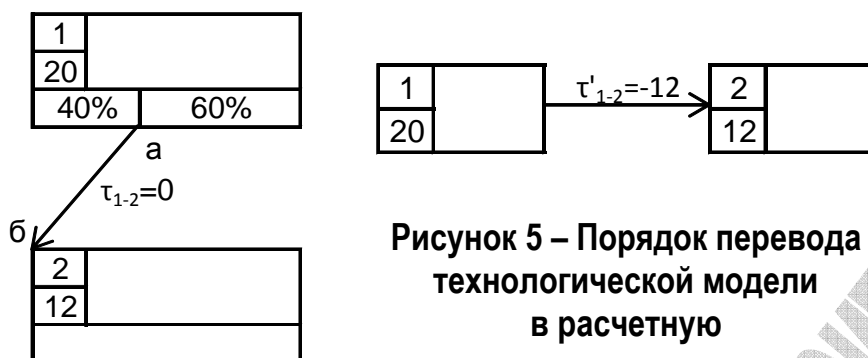 1
20
40% 60%
а
τ1-2=0
б
2
12
1
20
τ'1-2=-12
2
12
Рисунок 5 – Порядок перевода
технологической модели
в расчетную